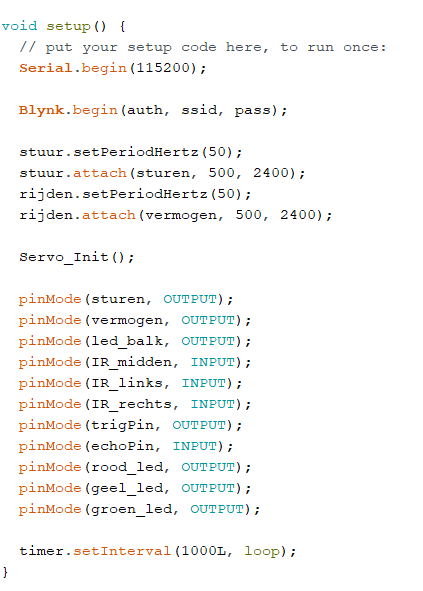 void setup() {
  // put your setup code here, to run once:
  Serial.begin(115200);

  Blynk.begin(auth, ssid, pass);

  stuur.setPeriodHertz(50);
  stuur.attach(sturen, 500, 2400);
  rijden.setPeriodHertz(50);
  rijden.attach(vermogen, 500, 2400);

  Servo_Init();

  pinMode(sturen, OUTPUT);
  pinMode(vermogen, OUTPUT);
  pinMode(led_balk, OUTPUT);
  pinMode(IR_midden, INPUT);
  pinMode(IR_links, INPUT);
  pinMode(IR_rechts, INPUT);
  pinMode(trigPin, OUTPUT);
  pinMode(echoPin, INPUT);
  pinMode(rood_led, OUTPUT);
  pinMode(geel_led, OUTPUT);
  pinMode(groen_led, OUTPUT);

  timer.setInterval(1000L, loop);
}